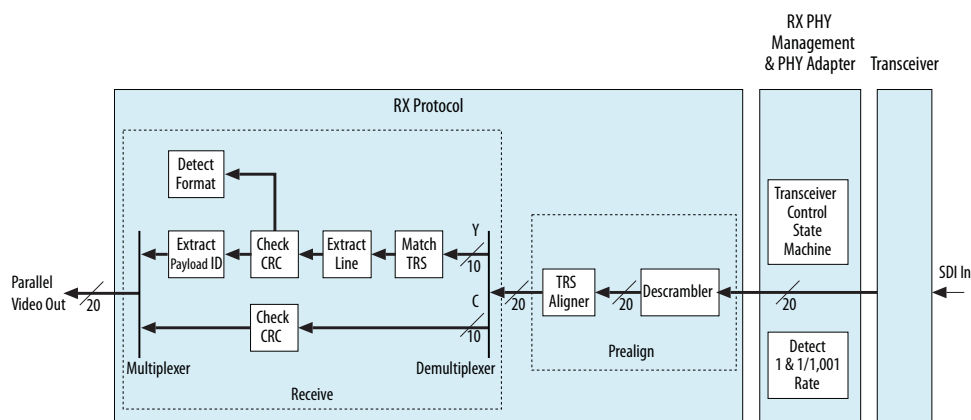 RX PHY
Management
& PHY Adapter
Transceiver
RX Protocol
Detect
Format
Transceiver
Control
State
Machine
Y
10
Extract
Payload ID
Check
CRC
Extract
Line
Match
TRS
Parallel
Video Out
20
C
10
20
TRS
Aligner
20
Descrambler
20
SDI In
Check
CRC
Prealign
Detect
1 & 1/1,001
Rate
Multiplexer
Demultiplexer
Receive